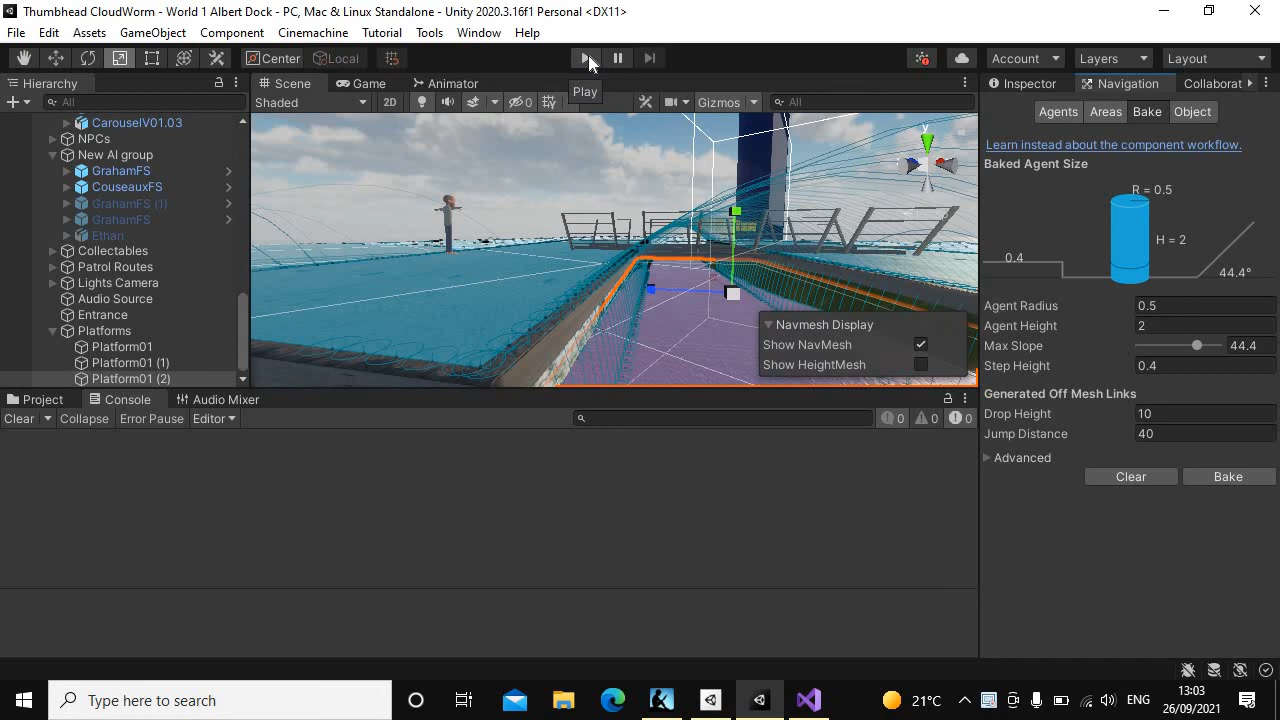 Thumbhead CloudWorm - World 1 Albert Dock - PC, Mac & Linux Standalone - Unity 2020.3.16f1 Personal <DX11>
File Edit Assets GameObject Component Cinemachine Tutorial Tools Window Help
Center Local Account Layers Layout
Play
Hierarchy
All
CarouselV01.03
NPCs
New AI group
GrahamFS
CouseauxFS
GrahamFS (1)
GrahamFS
Ethan
Collectables
Patrol Routes
Lights Camera
Audio Source
Entrance
Platforms
Platform01
Platform01 (1)
Platform01 (2)
Scene Game Animator
Shaded 2D 0 Gizmos All
y
Navmesh Display
Show NavMesh
Show HeightMesh
Inspector Navigation Collaborat
Agents Areas Bake Object
Learn instead about the component workflow.
Baked Agent Size
R = 0.5
H = 2
0.4
44.4°
Agent Radius 0.5
Agent Height 2
Max Slope 44.4
Step Height 0.4
Generated Off Mesh Links
Drop Height 10
Jump Distance 40
Advanced
Clear Bake
Project Console Audio Mixer
Clear Collapse Error Pause Editor 0 0 0
Type here to search
21°C ENG
13:03
26/09/2021